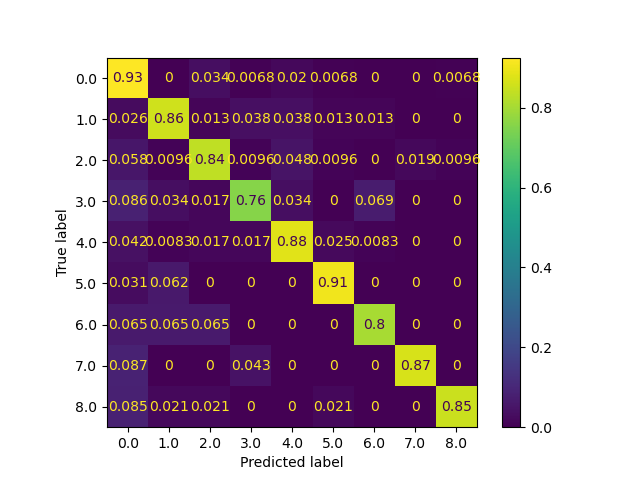 0.0 0.93 0 0.034 0.0068 0.02 0.0068 0 0 0.0068
1.0 0.026 0.86 0.013 0.038 0.038 0.013 0.013 0 0
2.0 0.058 0.0096 0.84 0.0096 0.048 0.0096 0 0.019 0.0096
3.0 0.086 0.034 0.017 0.76 0.034 0 0.069 0 0
4.0 0.042 0.0083 0.017 0.017 0.88 0.025 0.0083 0 0
5.0 0.031 0.062 0 0 0 0.91 0 0 0
6.0 0.065 0.065 0.065 0 0 0 0.8 0 0
7.0 0.087 0 0 0.043 0 0 0 0.87 0
8.0 0.085 0.021 0.021 0 0 0.021 0 0 0.85
0.0 1.0 2.0 3.0 4.0 5.0 6.0 7.0 8.0
Predicted label
True label
0.8
0.6
0.4
0.2
0.0